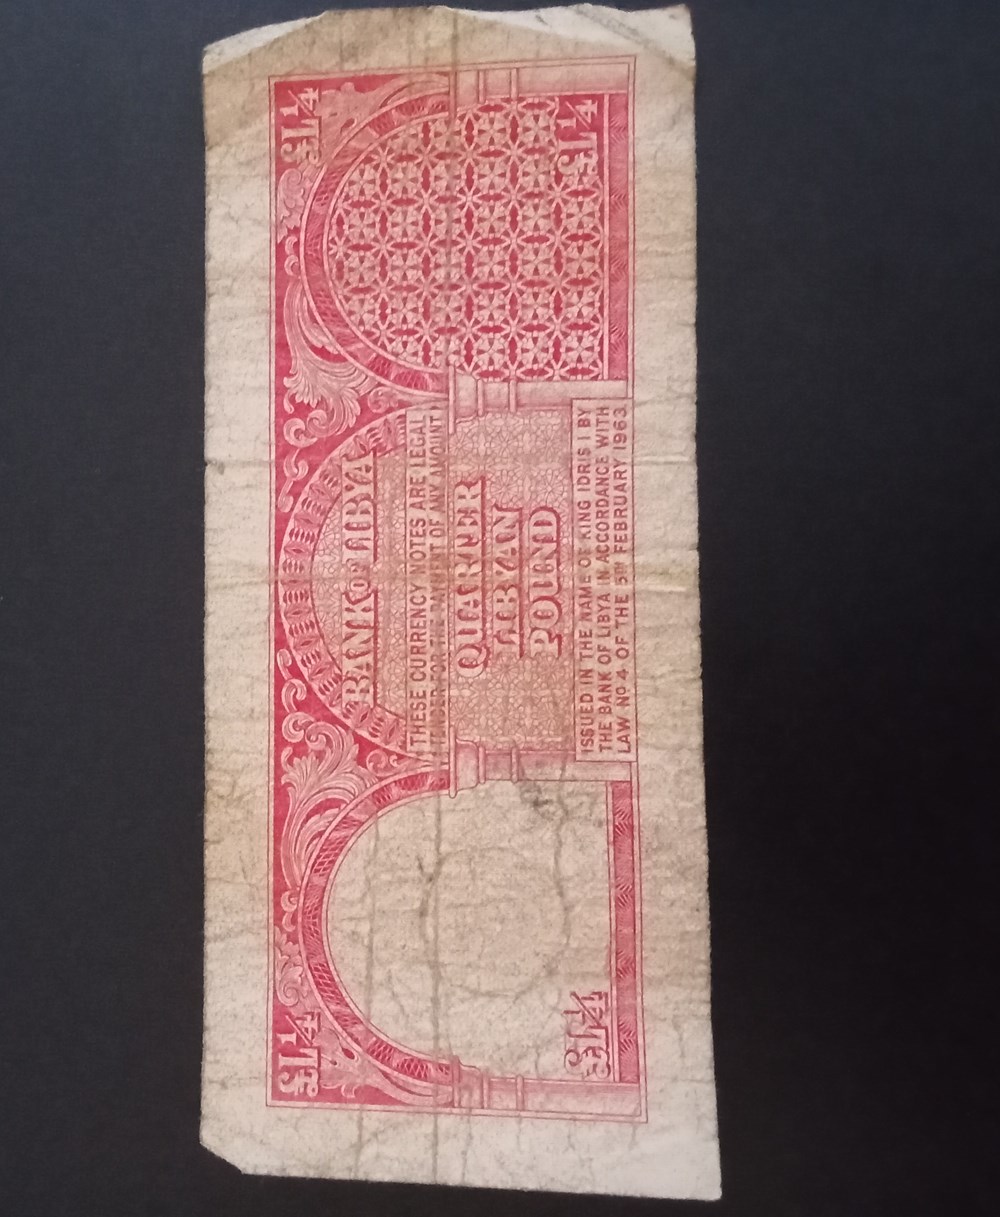 £L¼
£L¼
BANK OF LIBYA
THESE CURRENCY NOTES ARE LEGAL
TENDER FOR THE PAYMENT OF ANY AMOUNT
QUARTER
LIBYAN
POUND
ISSUED IN THE NAME OF KING IDRIS I BY
THE BANK OF LIBYA IN ACCORDANCE WITH
LAW Nº 4 OF THE 5TH FEBRUARY 1963.
£L¼
£L¼